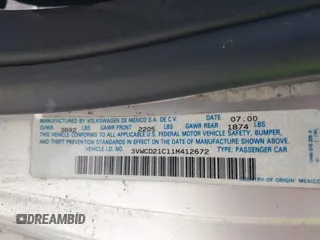 MANUFACTURED BY VOLKSWAGEN DE MEXICO S.A. DE C.V. 07.00
GVWR 3892 LBS GAWR FRONT 2205 LBS GAWR REAR 1874 LBS
THIS VEHICLE CONFORMS TO ALL APPLICABLE U.S. FEDERAL MOTOR VEHICLE SAFETY, BUMPER,
AND THEFT PREVENTION STANDARDS IN EFFECT ON THE DATE OF MANUFACTURE SHOWN ABOVE.
3VWCD21C11M412672 TYPE: PASSENGER CAR
MEXICO
DREAMBID